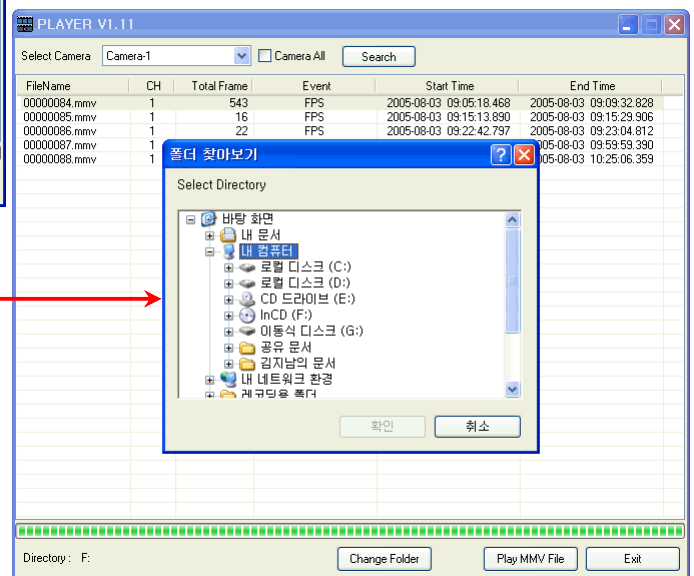 PLAYER V1.11
Select Camera Camera-1 Camera All Search
FileName CH Total Frame Event Start Time End Time
00000084.mmv 1 543 FPS 2005-08-03 09:05:18.468 2005-08-03 09:09:32.828
00000085.mmv 1 16 FPS 2005-08-03 09:15:13.890 2005-08-03 09:15:29.906
00000086.mmv 1 22 FPS 2005-08-03 09:22:42.797 2005-08-03 09:23:04.812
00000087.mmv 1 005-08-03 09:59:59.390
00000088.mmv 1 005-08-03 10:25:06.359
폴더 찾아보기
Select Directory
바탕 화면
내 문서
내 컴퓨터
로컬 디스크 (C:)
로컬 디스크 (D:)
CD 드라이브 (E:)
InCD (F:)
이동식 디스크 (G:)
공유 문서
김지남의 문서
내 네트워크 환경
레코딩용 폴더
확인 취소
Directory : F: Change Folder Play MMV File Exit